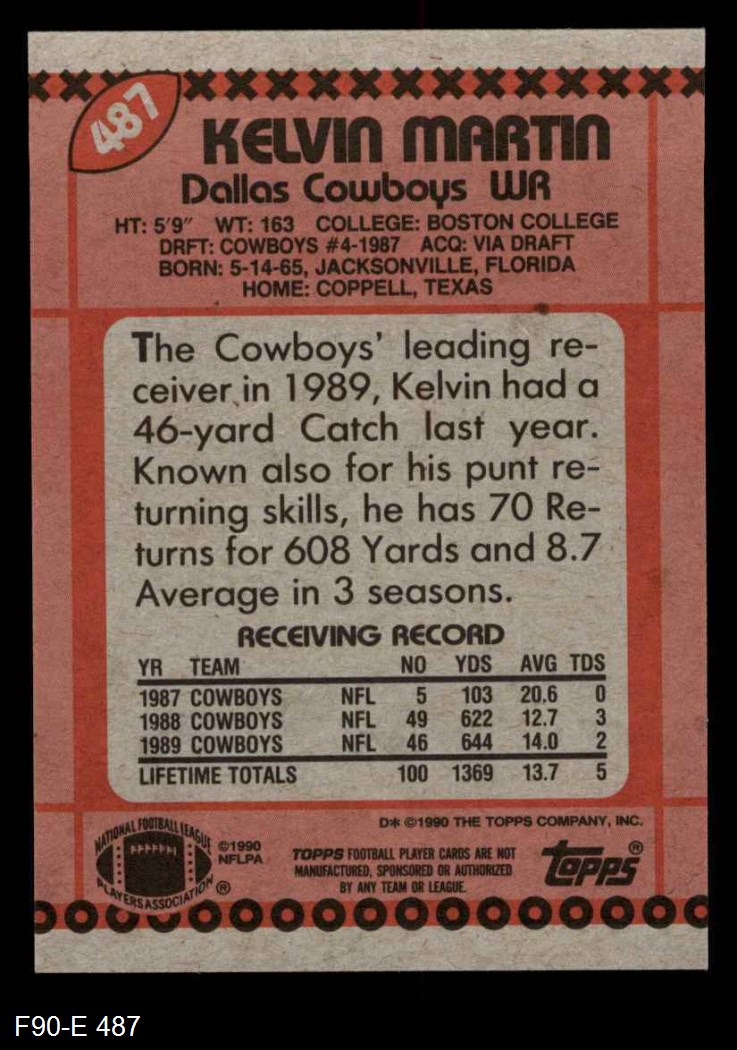 487
KELVIN MARTIN
Dallas Cowboys WR
HT: 5'9" WT: 163 COLLEGE: BOSTON COLLEGE
DRFT: COWBOYS #4-1987 ACQ: VIA DRAFT
BORN: 5-14-65, JACKSONVILLE, FLORIDA
HOME: COPPELL, TEXAS
The Cowboys' leading re-
ceiver in 1989, Kelvin had a
46-yard Catch last year.
Known also for his punt re-
turning skills, he has 70 Re-
turns for 608 Yards and 8.7
Average in 3 seasons.
RECEIVING RECORD
YR TEAM NO YDS AVG TDS
1987 COWBOYS NFL 5 103 20.6 0
1988 COWBOYS NFL 49 622 12.7 3
1989 COWBOYS NFL 46 644 14.0 2
LIFETIME TOTALS 100 1369 13.7 5
D* ©1990 THE TOPPS COMPANY, INC.
NATIONAL FOOTBALL LEAGUE
PLAYERS ASSOCIATION ®
©1990
NFLPA
TOPPS FOOTBALL PLAYER CARDS ARE NOT
MANUFACTURED, SPONSORED OR AUTHORIZED
BY ANY TEAM OR LEAGUE.
topps®
F90-E 487